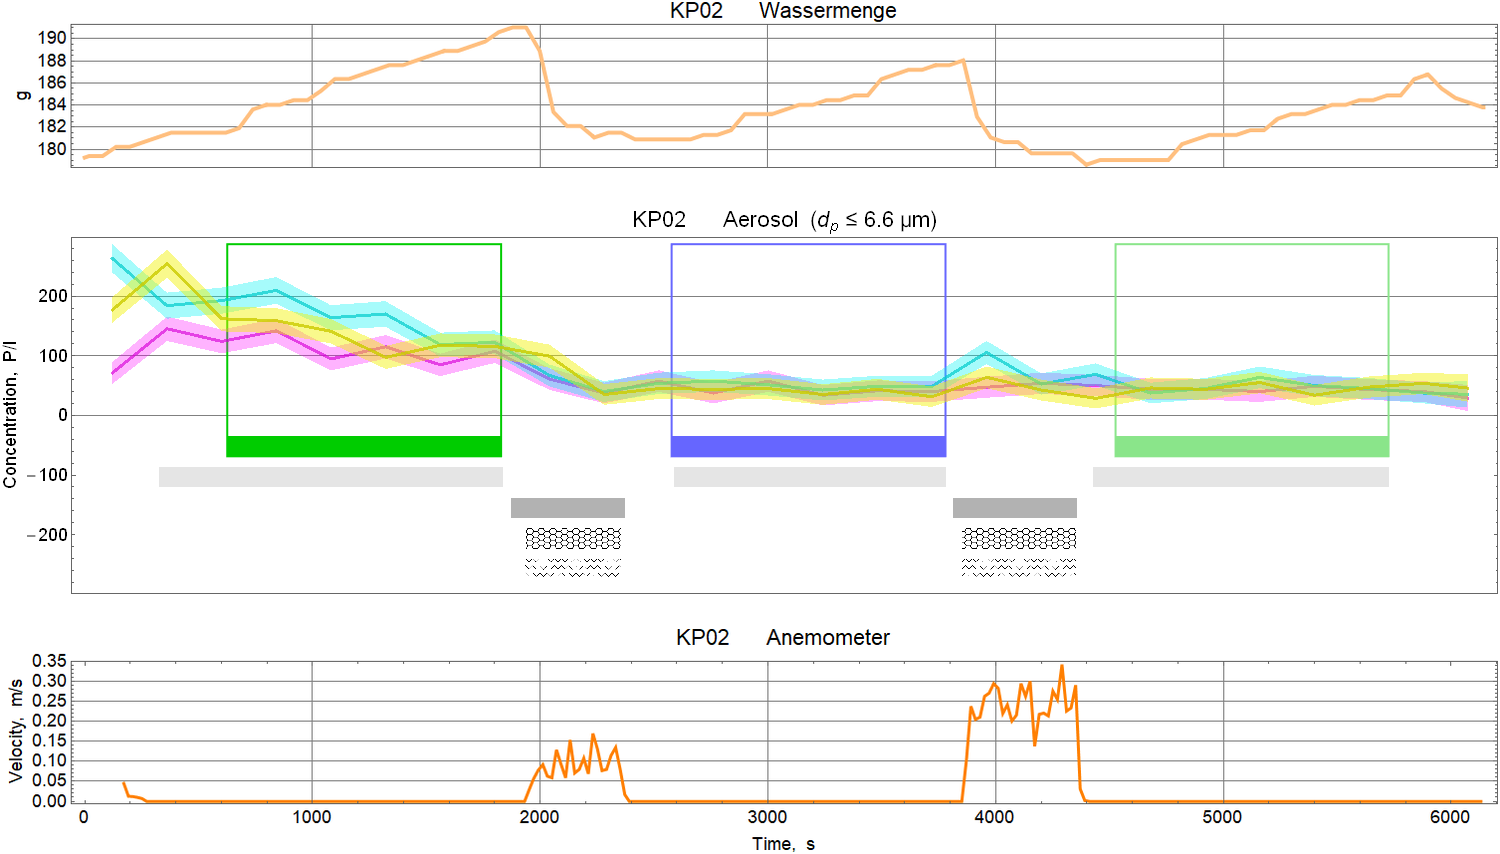 KP02 Wassermenge
190
188
186
184
182
180
g
KP02 Aerosol (dp ≤ 6.6 µm)
200
100
0
−100
−200
Concentration, P/l
KP02 Anemometer
0.35
0.30
0.25
0.20
0.15
0.10
0.05
0.00
Velocity, m/s
0 1000 2000 3000 4000 5000 6000
Time, s